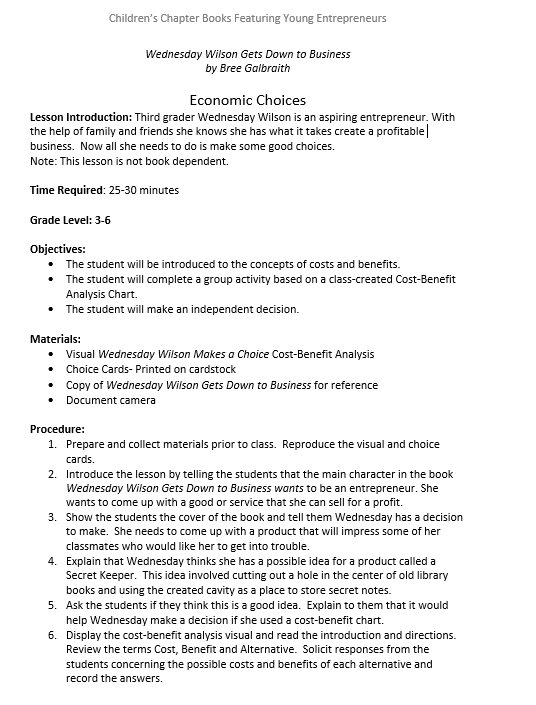 Children's Chapter Books Featuring Young Entrepreneurs
Wednesday Wilson Gets Down to Business
by Bree Galbraith
Economic Choices
Lesson Introduction: Third grader Wednesday Wilson is an aspiring entrepreneur. With
the help of family and friends she knows she has what it takes create a profitable
business.  Now all she needs to do is make some good choices.
Note: This lesson is not book dependent.
Time Required: 25-30 minutes
Grade Level: 3-6
Objectives:
• The student will be introduced to the concepts of costs and benefits.
• The student will complete a group activity based on a class-created Cost-Benefit
Analysis Chart.
• The student will make an independent decision.
Materials:
• Visual Wednesday Wilson Makes a Choice Cost-Benefit Analysis
• Choice Cards- Printed on cardstock
• Copy of Wednesday Wilson Gets Down to Business for reference
• Document camera
Procedure:
1. Prepare and collect materials prior to class.  Reproduce the visual and choice
cards.
2. Introduce the lesson by telling the students that the main character in the book
Wednesday Wilson Gets Down to Business wants to be an entrepreneur. She
wants to come up with a good or service that she can sell for a profit.
3. Show the students the cover of the book and tell them Wednesday has a decision
to make.  She needs to come up with a product that will impress some of her
classmates who would like her to get into trouble.
4. Explain that Wednesday thinks she has a possible idea for a product called a
Secret Keeper.  This idea involved cutting out a hole in the center of old library
books and using the created cavity as a place to store secret notes.
5. Ask the students if they think this is a good idea.  Explain to them that it would
help Wednesday make a decision if she used a cost-benefit chart.
6. Display the cost-benefit analysis visual and read the introduction and directions.
Review the terms Cost, Benefit and Alternative.  Solicit responses from the
students concerning the possible costs and benefits of each alternative and
record the answers.